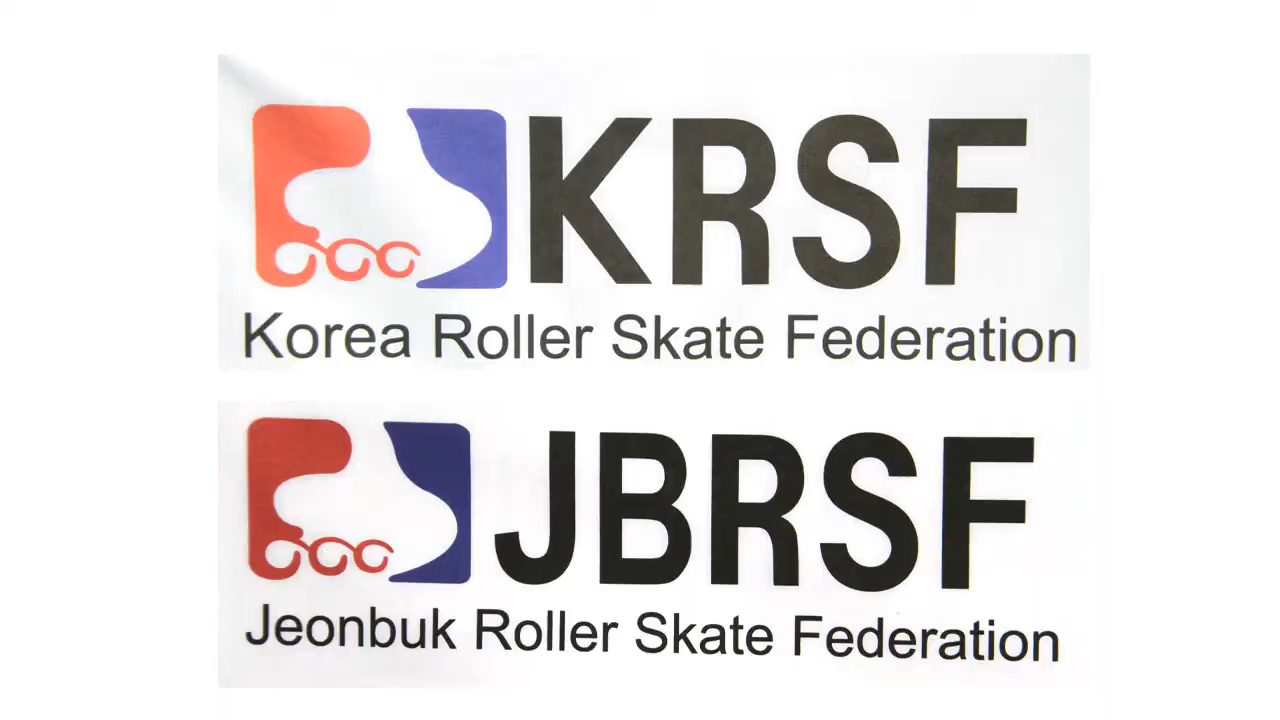 KRSF
Korea Roller Skate Federation
JBRSF
Jeonbuk Roller Skate Federation